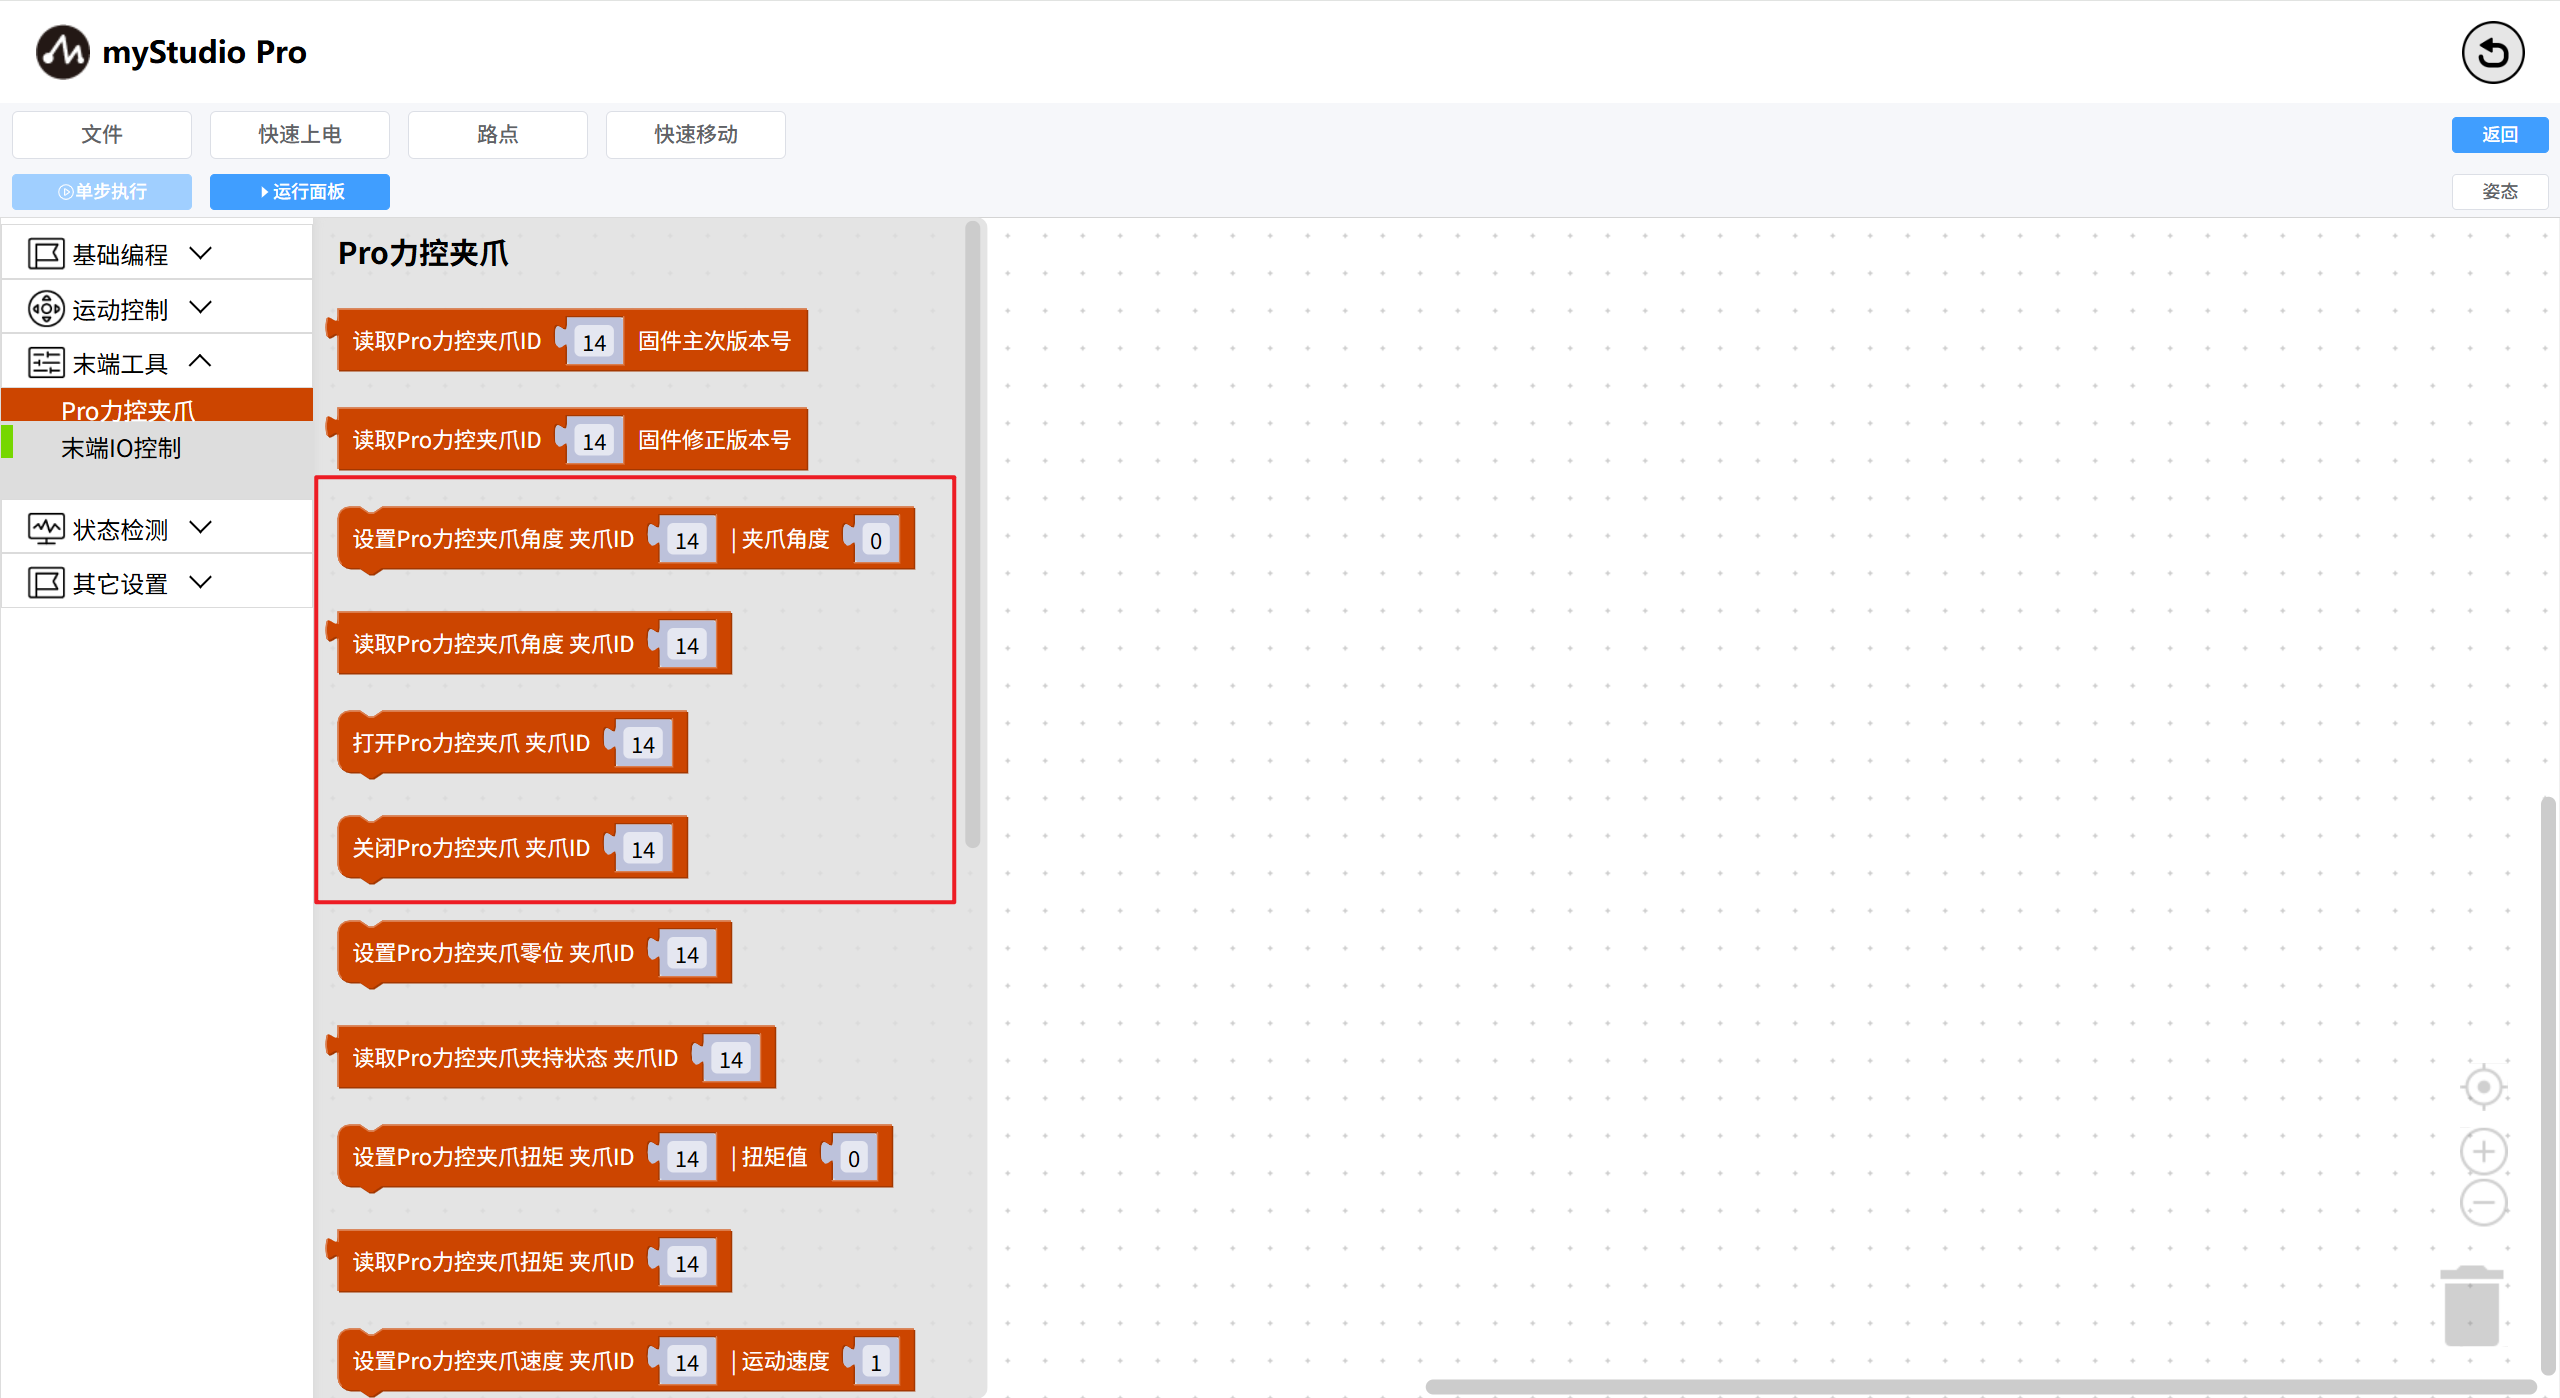 myStudio Pro
文件
快速上电
路点
快速移动
返回
单步执行
运行面板
姿态
基础编程
运动控制
末端工具
Pro力控夹爪
末端IO控制
状态检测
其它设置
Pro力控夹爪
读取Pro力控夹爪ID 14 固件主次版本号
读取Pro力控夹爪ID 14 固件修正版本号
设置Pro力控夹爪角度 夹爪ID 14 | 夹爪角度 0
读取Pro力控夹爪角度 夹爪ID 14
打开Pro力控夹爪 夹爪ID 14
关闭Pro力控夹爪 夹爪ID 14
设置Pro力控夹爪零位 夹爪ID 14
读取Pro力控夹爪夹持状态 夹爪ID 14
设置Pro力控夹爪扭矩 夹爪ID 14 | 扭矩值 0
读取Pro力控夹爪扭矩 夹爪ID 14
设置Pro力控夹爪速度 夹爪ID 14 | 运动速度 1